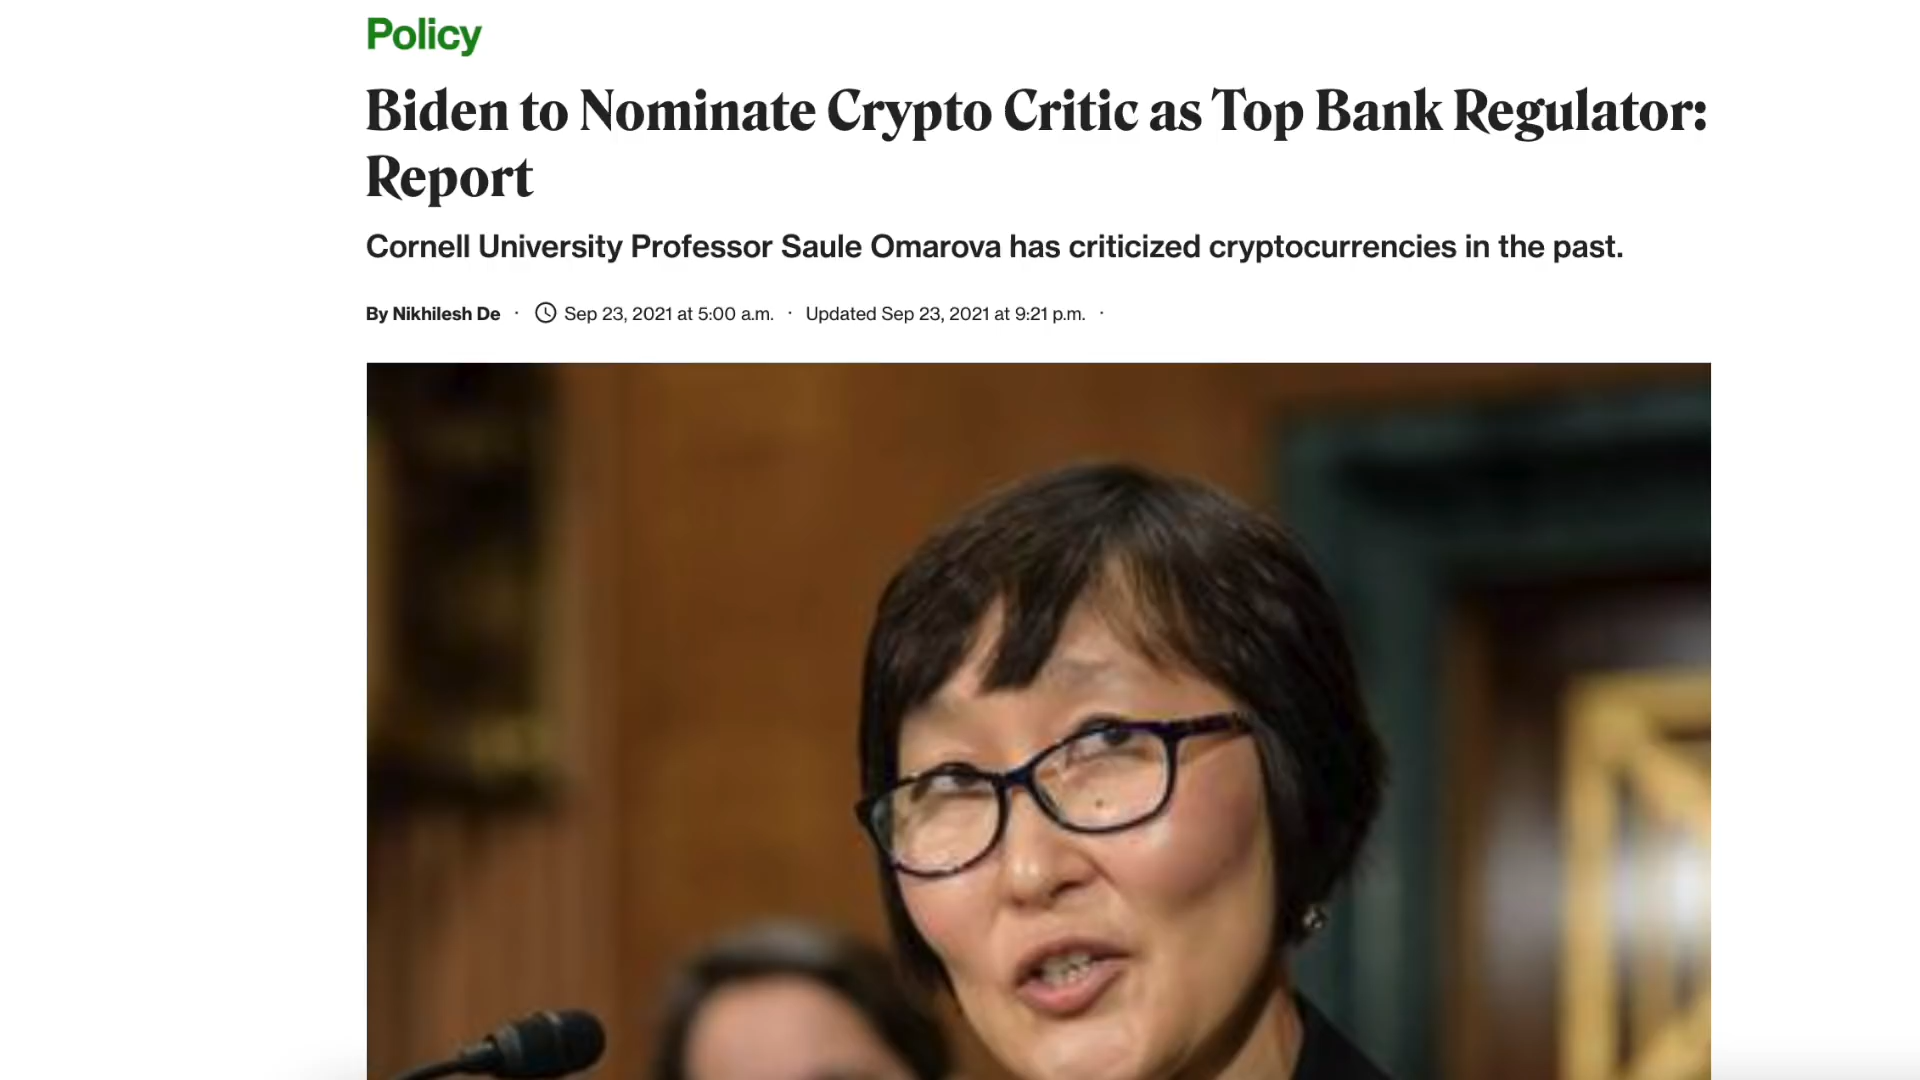 Policy
Biden to Nominate Crypto Critic as Top Bank Regulator:
Report
Cornell University Professor Saule Omarova has criticized cryptocurrencies in the past.
By Nikhilesh De · Sep 23, 2021 at 5:00 a.m. · Updated Sep 23, 2021 at 9:21 p.m. ·